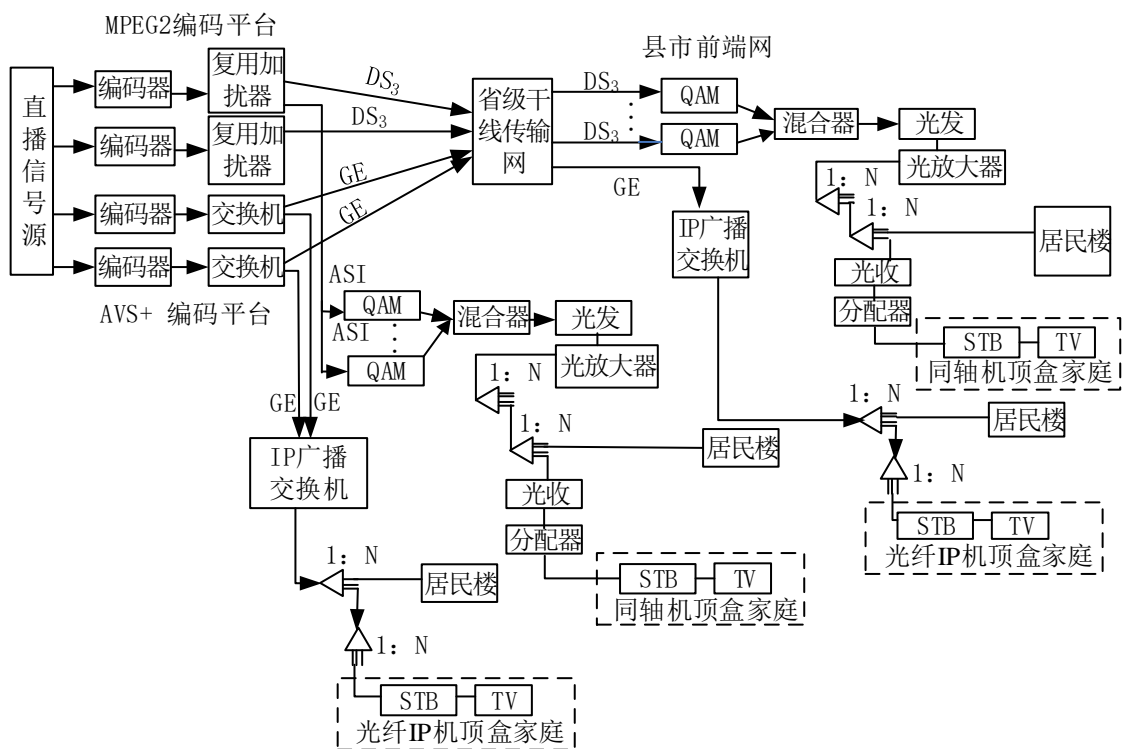 MPEG2编码平台
县市前端网
直播信号源
编码器
复用加扰器
DS3
省级干线传输网
DS3
QAM
混合器
光发
编码器
复用加扰器
DS3
DS3
QAM
光放大器
GE
GE
1: N
编码器
交换机
GE
IP广播交换机
1: N
居民楼
编码器
交换机
光收
AVS+ 编码平台
ASI
QAM
混合器
光发
分配器
ASI
STB
TV
QAM
光放大器
同轴机顶盒家庭
GE
GE
1: N
1: N
1: N
居民楼
居民楼
IP广播
交换机
光收
1: N
分配器
STB
TV
光纤IP机顶盒家庭
1: N
居民楼
STB
TV
同轴机顶盒家庭
1: N
STB
TV
光纤IP机顶盒家庭